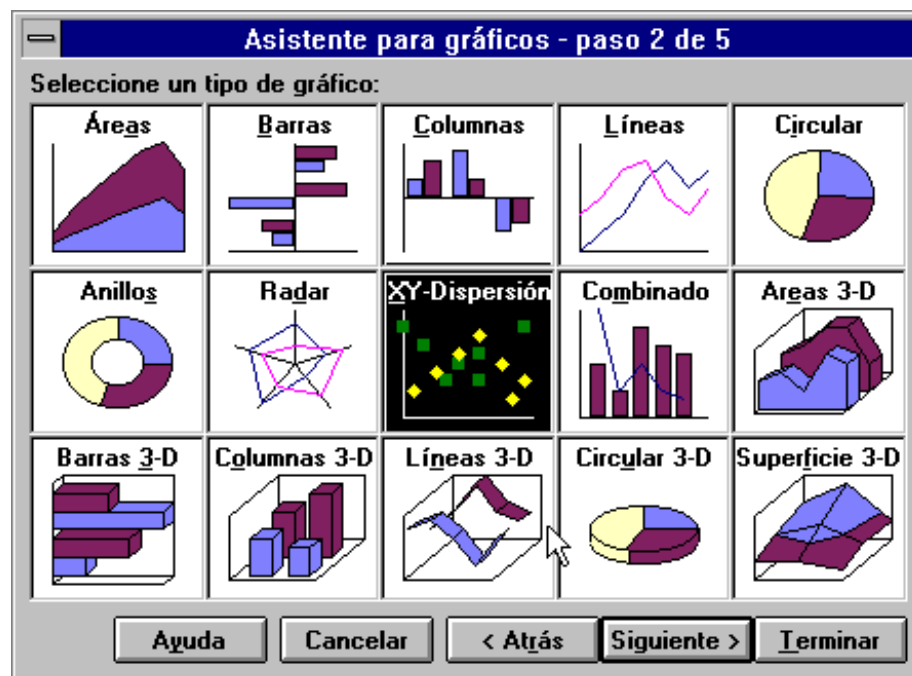 Asistente para gráficos - paso 2 de 5
Seleccione un tipo de gráfico:
Áreas
Barras
Columnas
Líneas
Circular
Anillos
Radar
XY-Dispersión
Combinado
Areas 3-D
Barras 3-D
Columnas 3-D
Líneas 3-D
Circular 3-D
Superficie 3-D
Ayuda
Cancelar
< Atrás
Siguiente >
Terminar